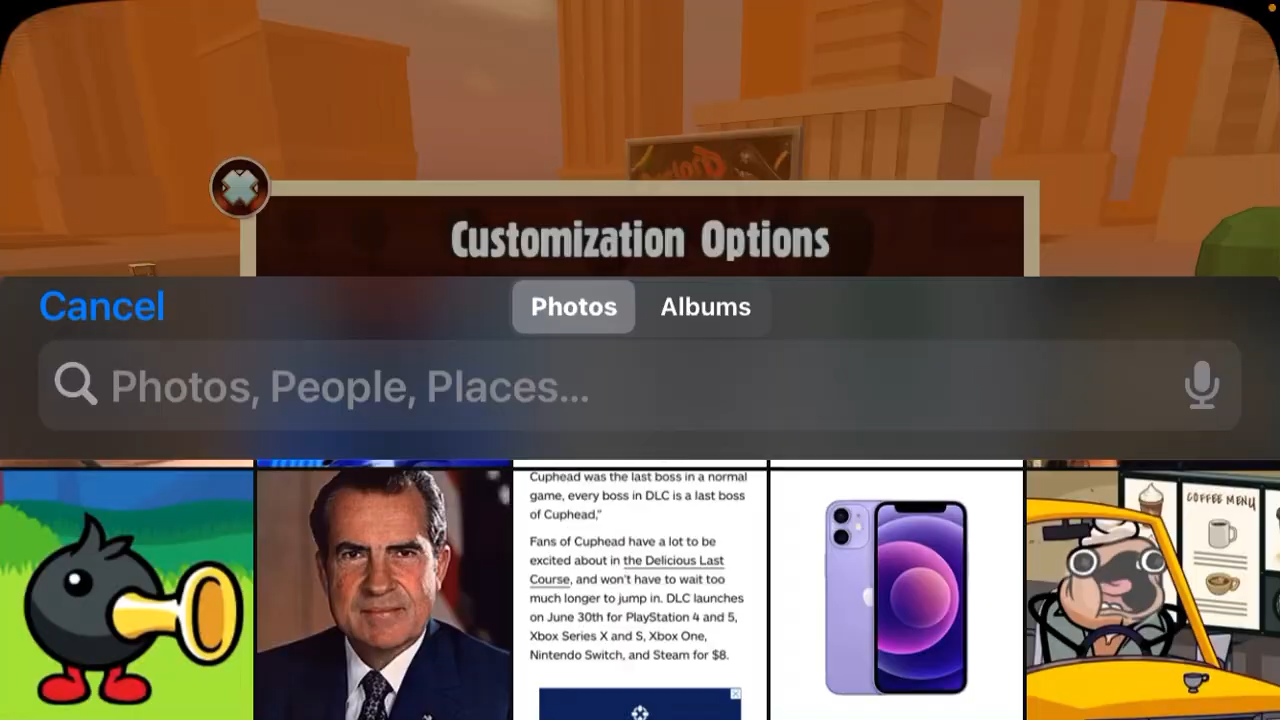 Customization Options
Cancel
Photos
Albums
Photos, People, Places...
Cuphead was the last boss in a normal
game, every boss in DLC is a last boss
of Cuphead,"
Fans of Cuphead have a lot to be
excited about in the Delicious Last
Course, and won't have to wait too
much longer to jump in. DLC launches
on June 30th for PlayStation 4 and 5,
Xbox Series X and S, Xbox One,
Nintendo Switch, and Steam for $8.
COFFEE MENU